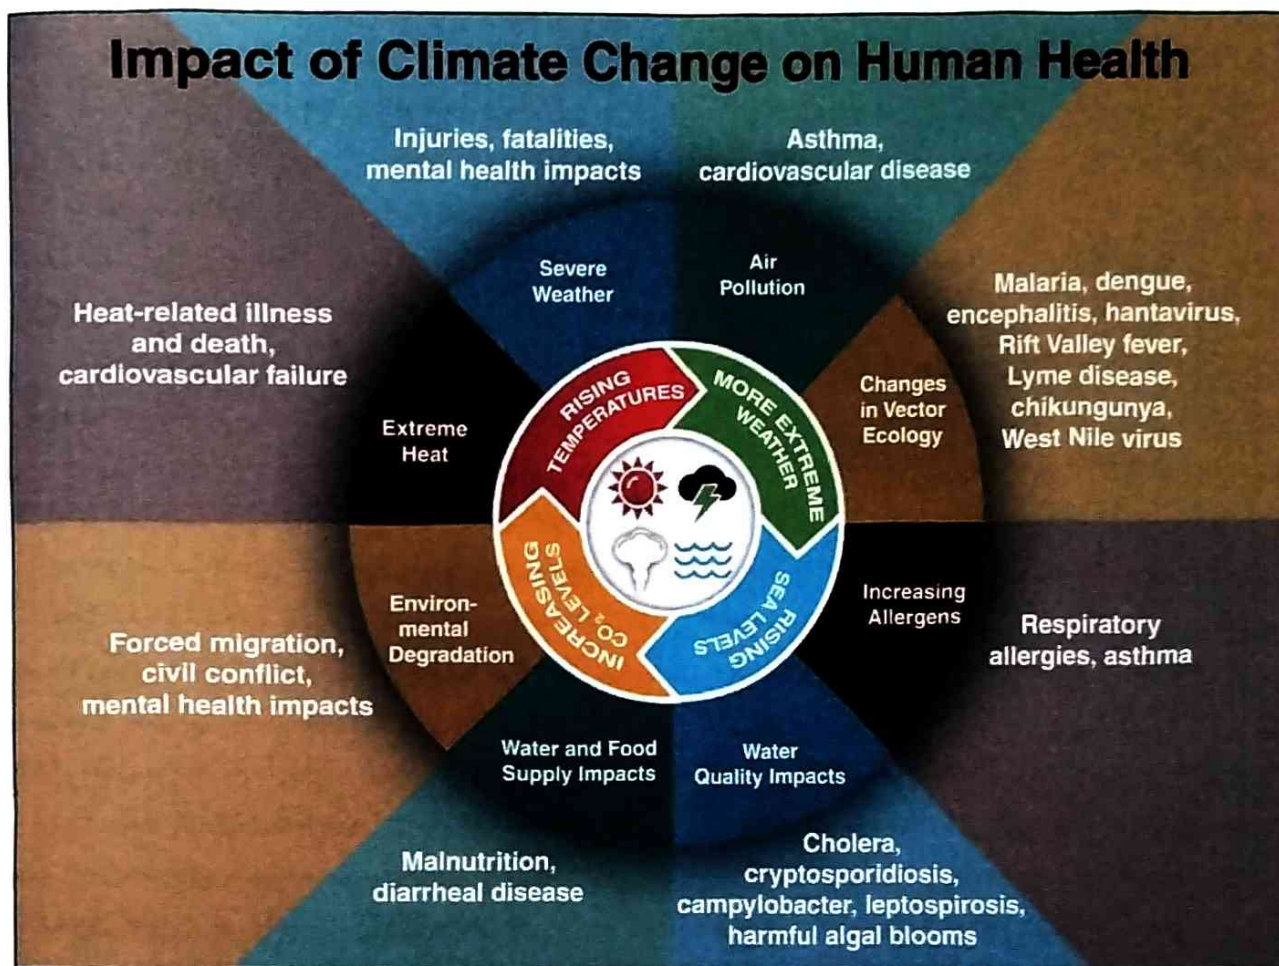 Impact of Climate Change on Human Health
Injuries, fatalities,
mental health impacts
Asthma,
cardiovascular disease
Severe
Weather
Air
Pollution
Heat-related illness
and death,
cardiovascular failure
Extreme
Heat
Malaria, dengue,
encephalitis, hantavirus,
Rift Valley fever,
Lyme disease,
chikungunya,
West Nile virus
Changes
in Vector
Ecology
RISING
TEMPERATURES
MORE EXTREME
WEATHER
INCREASING
CO₂ LEVELS
RISING
SEA LEVELS
Environ-
mental
Degradation
Forced migration,
civil conflict,
mental health impacts
Increasing
Allergens
Respiratory
allergies, asthma
Water and Food
Supply Impacts
Water
Quality Impacts
Malnutrition,
diarrheal disease
Cholera,
cryptosporidiosis,
campylobacter, leptospirosis,
harmful algal blooms